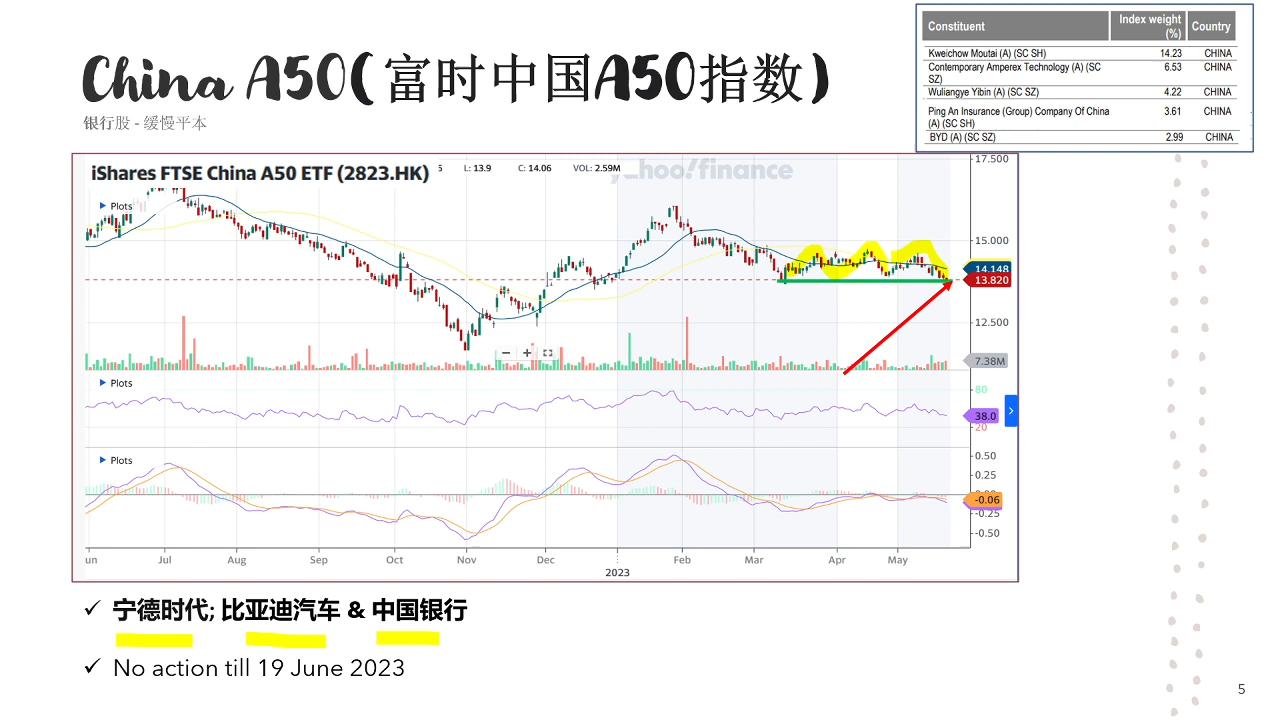 China A50(富时中国A50指数)
银行股 - 缓慢平本
Constituent Index weight (%) Country
Kweichow Moutai (A) (SC SH) 14.23 CHINA
Contemporary Amperex Technology (A) (SC SZ) 6.53 CHINA
Wuliangye Yibin (A) (SC SZ) 4.22 CHINA
Ping An Insurance (Group) Company Of China (A) (SC SH) 3.61 CHINA
BYD (A) (SC SZ) 2.99 CHINA
iShares FTSE China A50 ETF (2823.HK) L: 13.9 C: 14.06 VOL: 2.59M
hoo!finance
Plots
17.500
15.000
14.148
13.820
12.500
7.38M
Plots
80
38.0
20
Plots
0.50
0.25
-0.06
-0.25
-0.50
un Jul Aug Sep Oct Nov Dec Feb Mar Apr May
2023
宁德时代; 比亚迪汽车 & 中国银行
No action till 19 June 2023
5